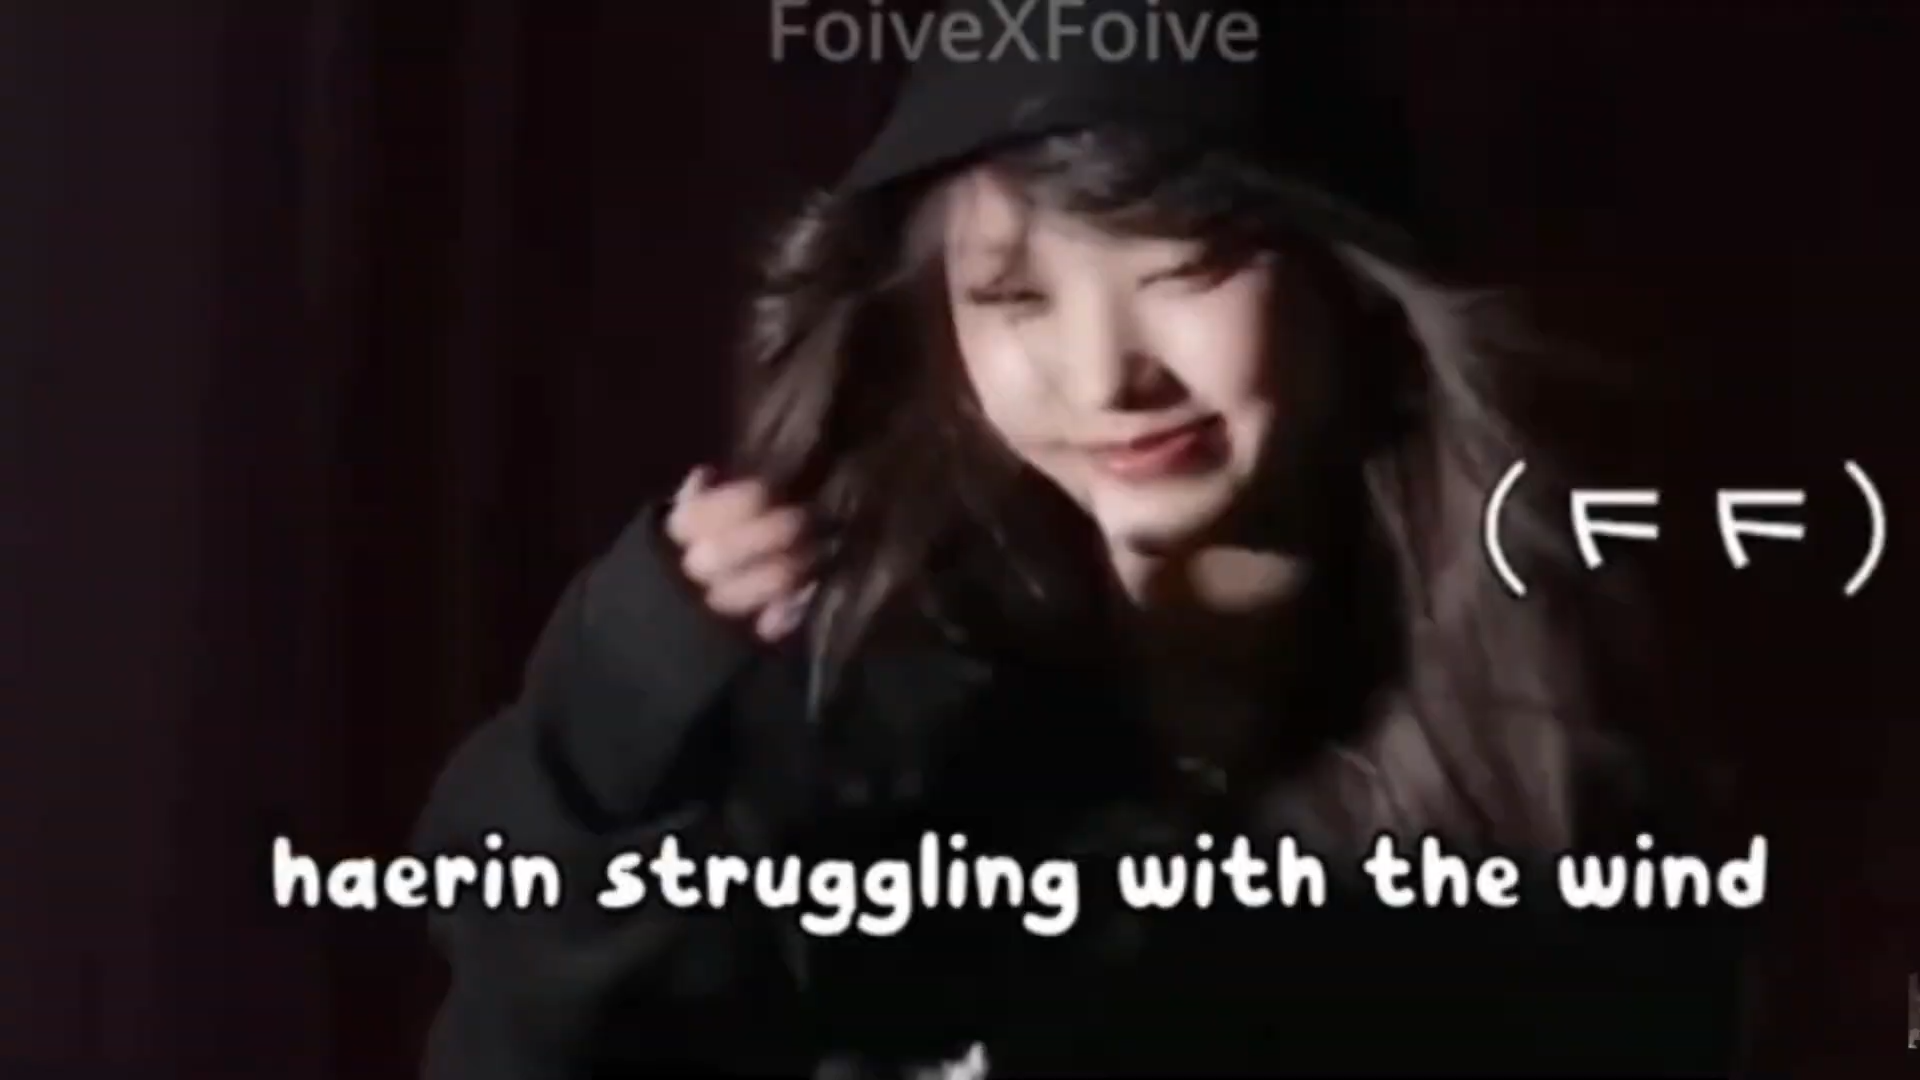 FoiveXFoive
(ㅌㅌ)
haerin struggling with the wind